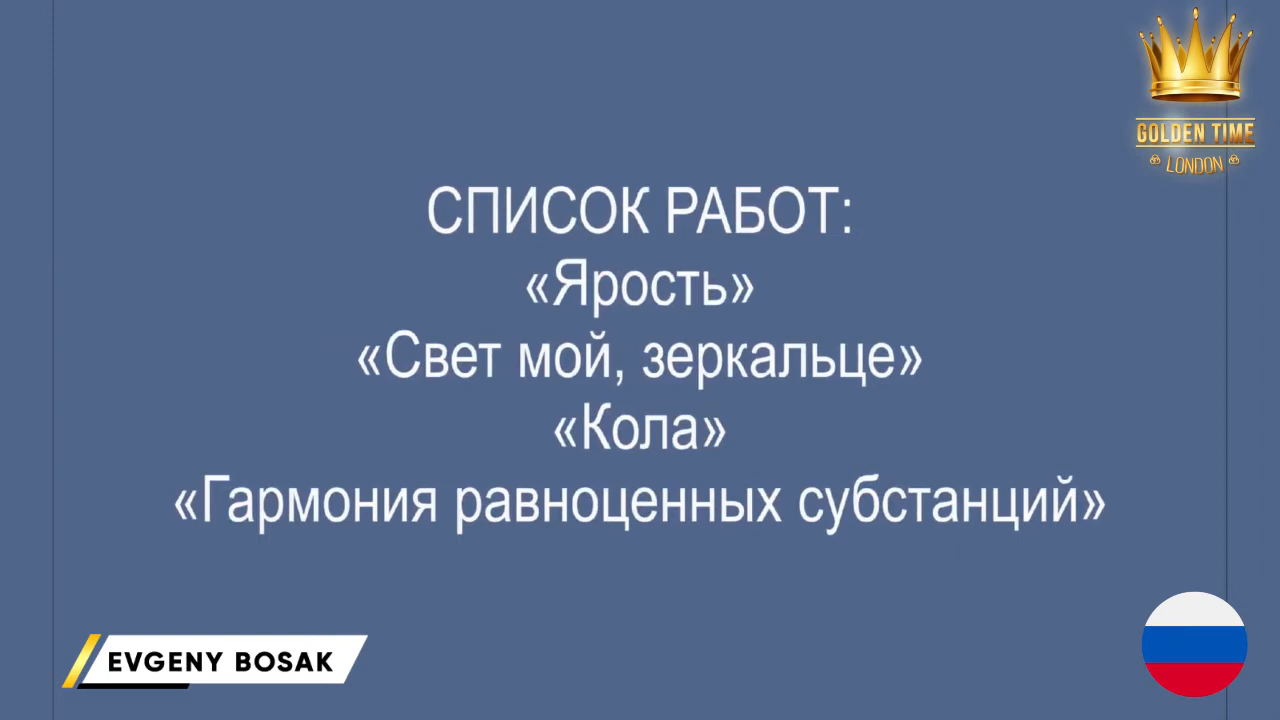 GOLDEN TIME
LONDON
СПИСОК РАБОТ:
«Ярость»
«Свет мой, зеркальце»
«Кола»
«Гармония равноценных субстанций»
EVGENY BOSAK